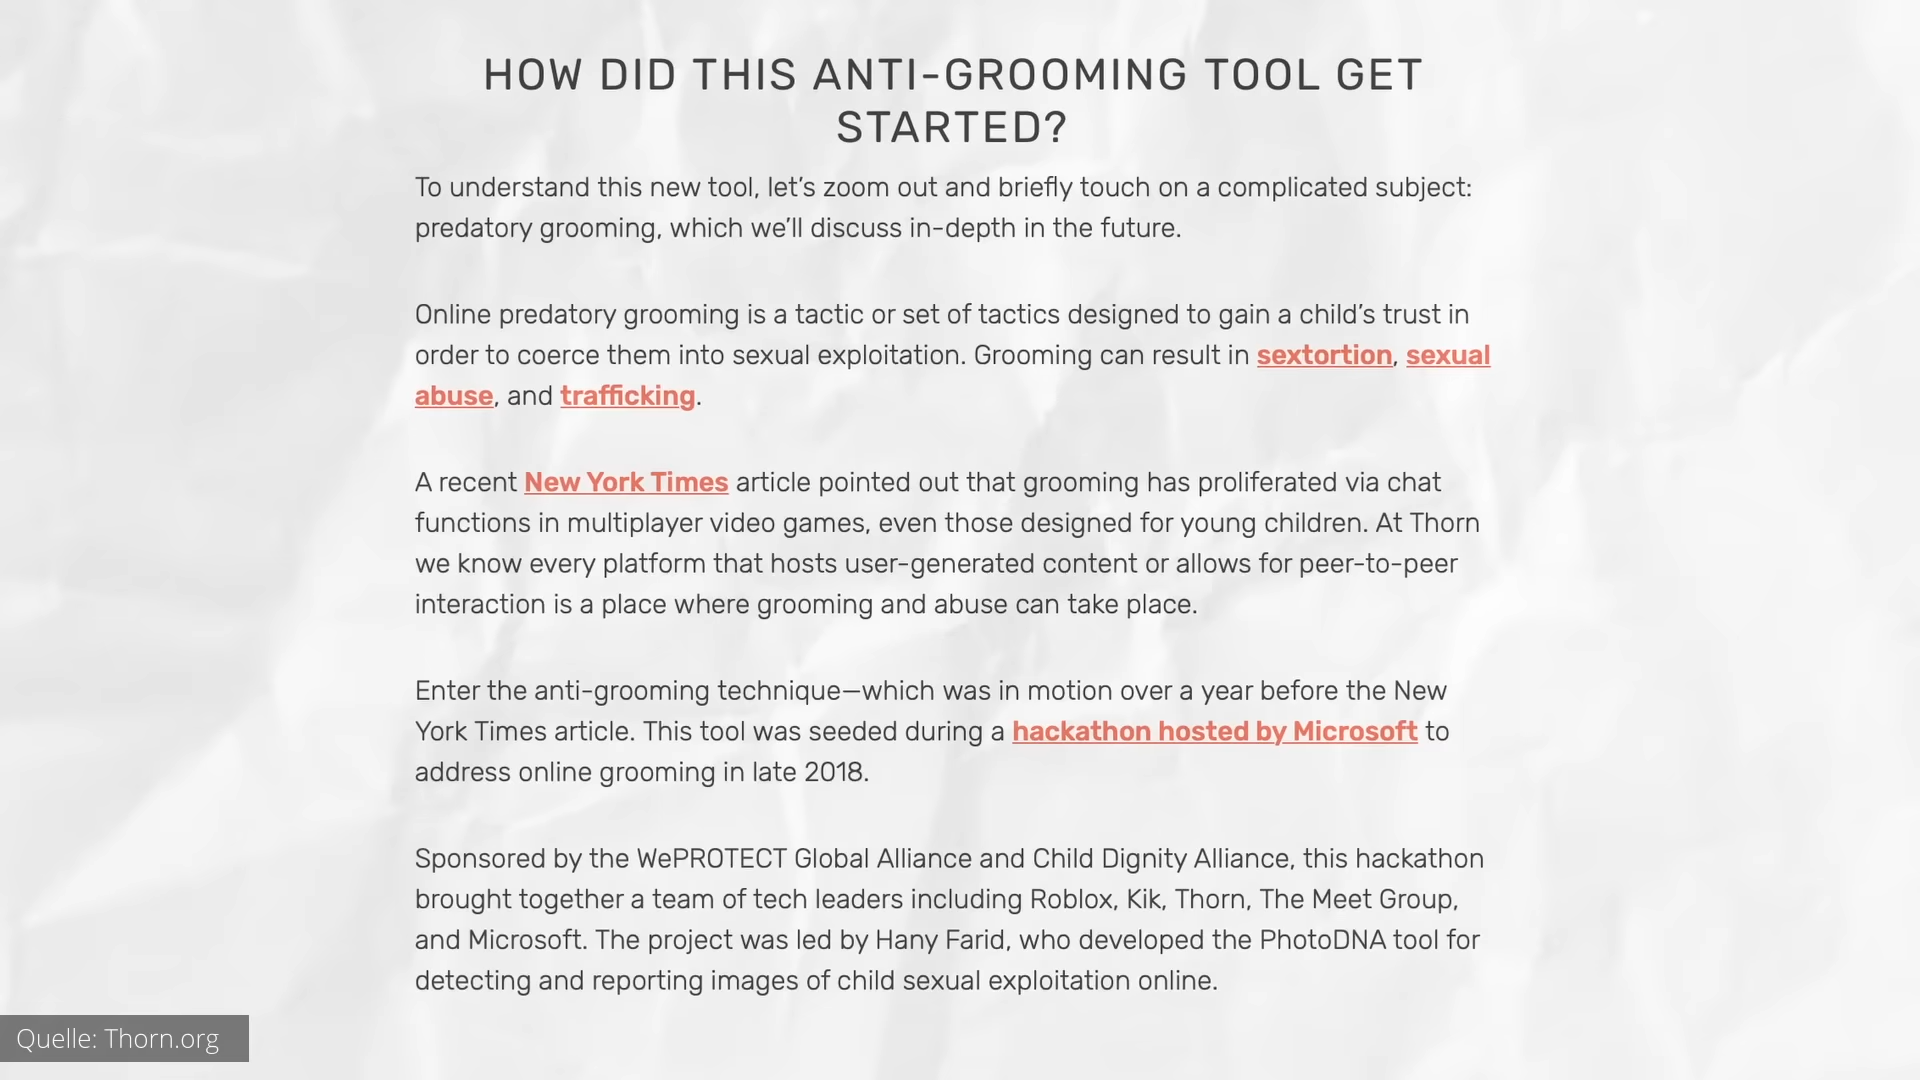 HOW DID THIS ANTI-GROOMING TOOL GET
STARTED?
To understand this new tool, let’s zoom out and briefly touch on a complicated subject:
predatory grooming, which we’ll discuss in-depth in the future.
Online predatory grooming is a tactic or set of tactics designed to gain a child’s trust in
order to coerce them into sexual exploitation. Grooming can result in sextortion, sexual
abuse, and trafficking.
A recent New York Times article pointed out that grooming has proliferated via chat
functions in multiplayer video games, even those designed for young children. At Thorn
we know every platform that hosts user-generated content or allows for peer-to-peer
interaction is a place where grooming and abuse can take place.
Enter the anti-grooming technique—which was in motion over a year before the New
York Times article. This tool was seeded during a hackathon hosted by Microsoft to
address online grooming in late 2018.
Sponsored by the WePROTECT Global Alliance and Child Dignity Alliance, this hackathon
brought together a team of tech leaders including Roblox, Kik, Thorn, The Meet Group,
and Microsoft. The project was led by Hany Farid, who developed the PhotoDNA tool for
detecting and reporting images of child sexual exploitation online.
Quelle: Thorn.org